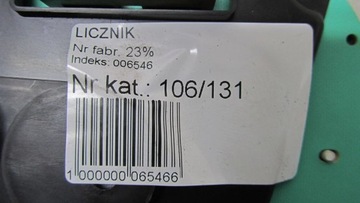 LICZNIK
Nr fabr. 23%
Indeks: 006546
Nr kat.: 106/131
1 000000 065466